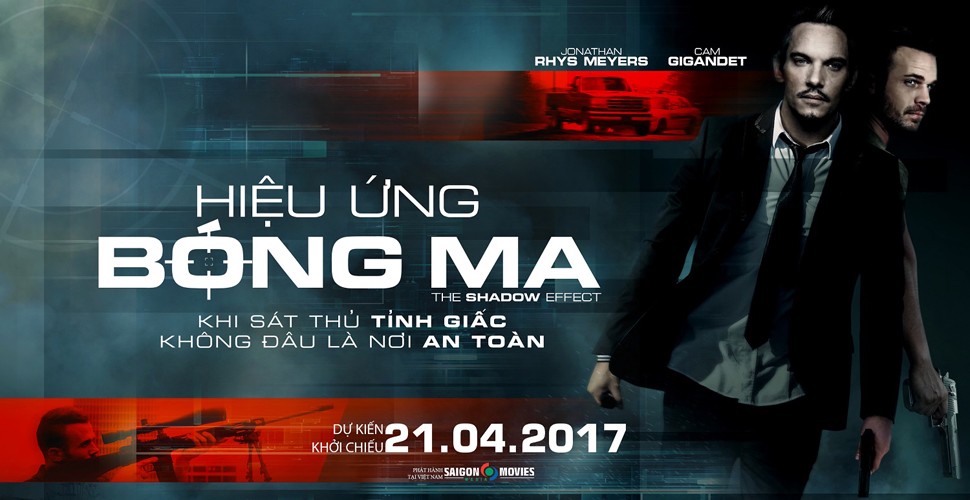 JONATHAN
RHYS MEYERS
CAM
GIGANDET
HIỆU ỨNG
BÓNG MA
THE SHADOW EFFECT
KHI SÁT THỦ TỈNH GIẤC
KHÔNG ĐÂU LÀ NƠI AN TOÀN
DỰ KIẾN
KHỞI CHIẾU 21.04.2017
PHÁT HÀNH
TẠI VIỆT NAM
SAIGON MOVIES
MEDIA